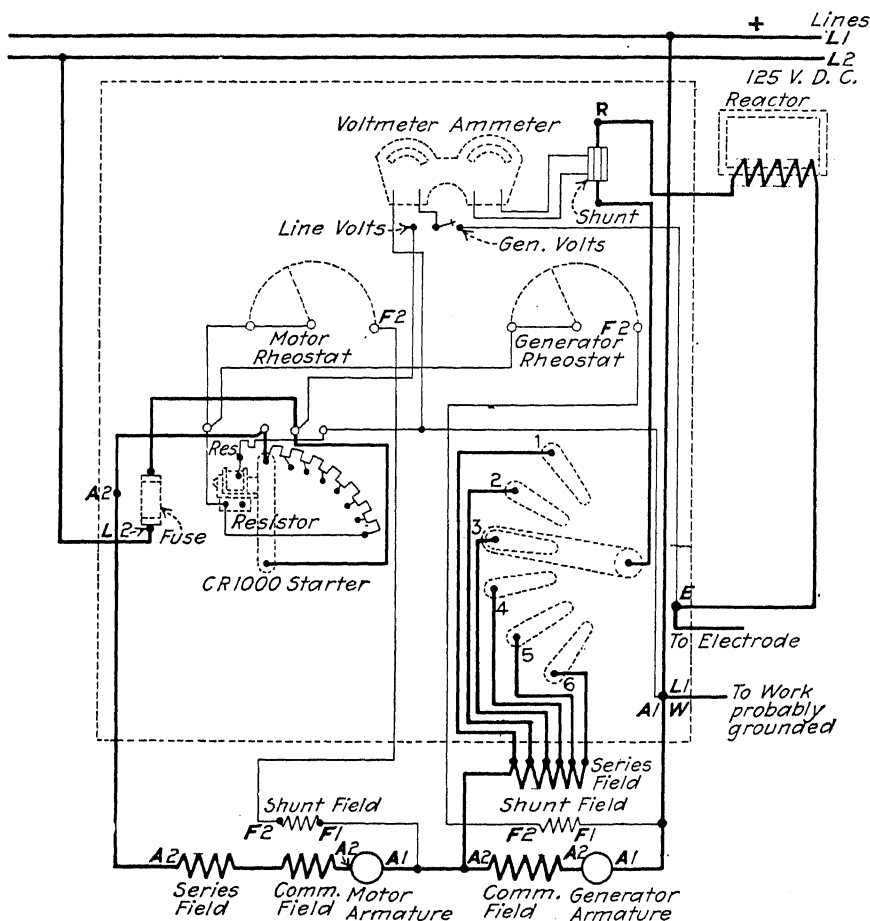 + Lines
L1
L2
125 V. D. C.
Reactor
R
Voltmeter Ammeter
Shunt
Line Volts
Gen. Volts
F2
Motor
Rheostat
F2
Generator
Rheostat
1
Res.
2
A2
L2
Fuse
Resistor
3
CR1000 Starter
4
E
To Electrode
5
6
L1
A1 W
To Work
probably
grounded
Series
Field
Shunt Field
Shunt Field
F2 F1
F2 F1
A2
Series
Field
Comm.
Field
A2
A1
Motor
Armature
A2
Comm.
Field
A2
A1
Generator
Armature